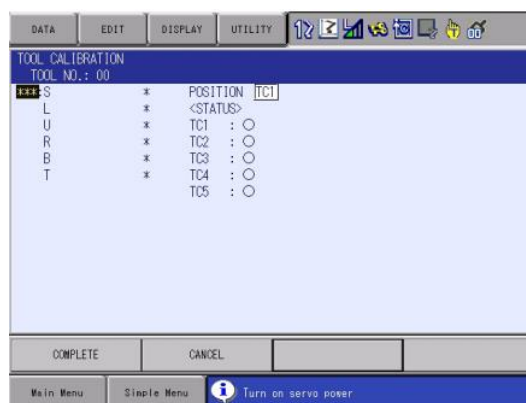 DATA EDIT DISPLAY UTILITY
TOOL CALIBRATION
TOOL NO.: 00
***:S * POSITION TC1
L * <STATUS>
U * TC1 : ○
R * TC2 : ○
B * TC3 : ○
T * TC4 : ○
TC5 : ○
COMPLETE CANCEL
Main Menu Simple Menu Turn on servo power